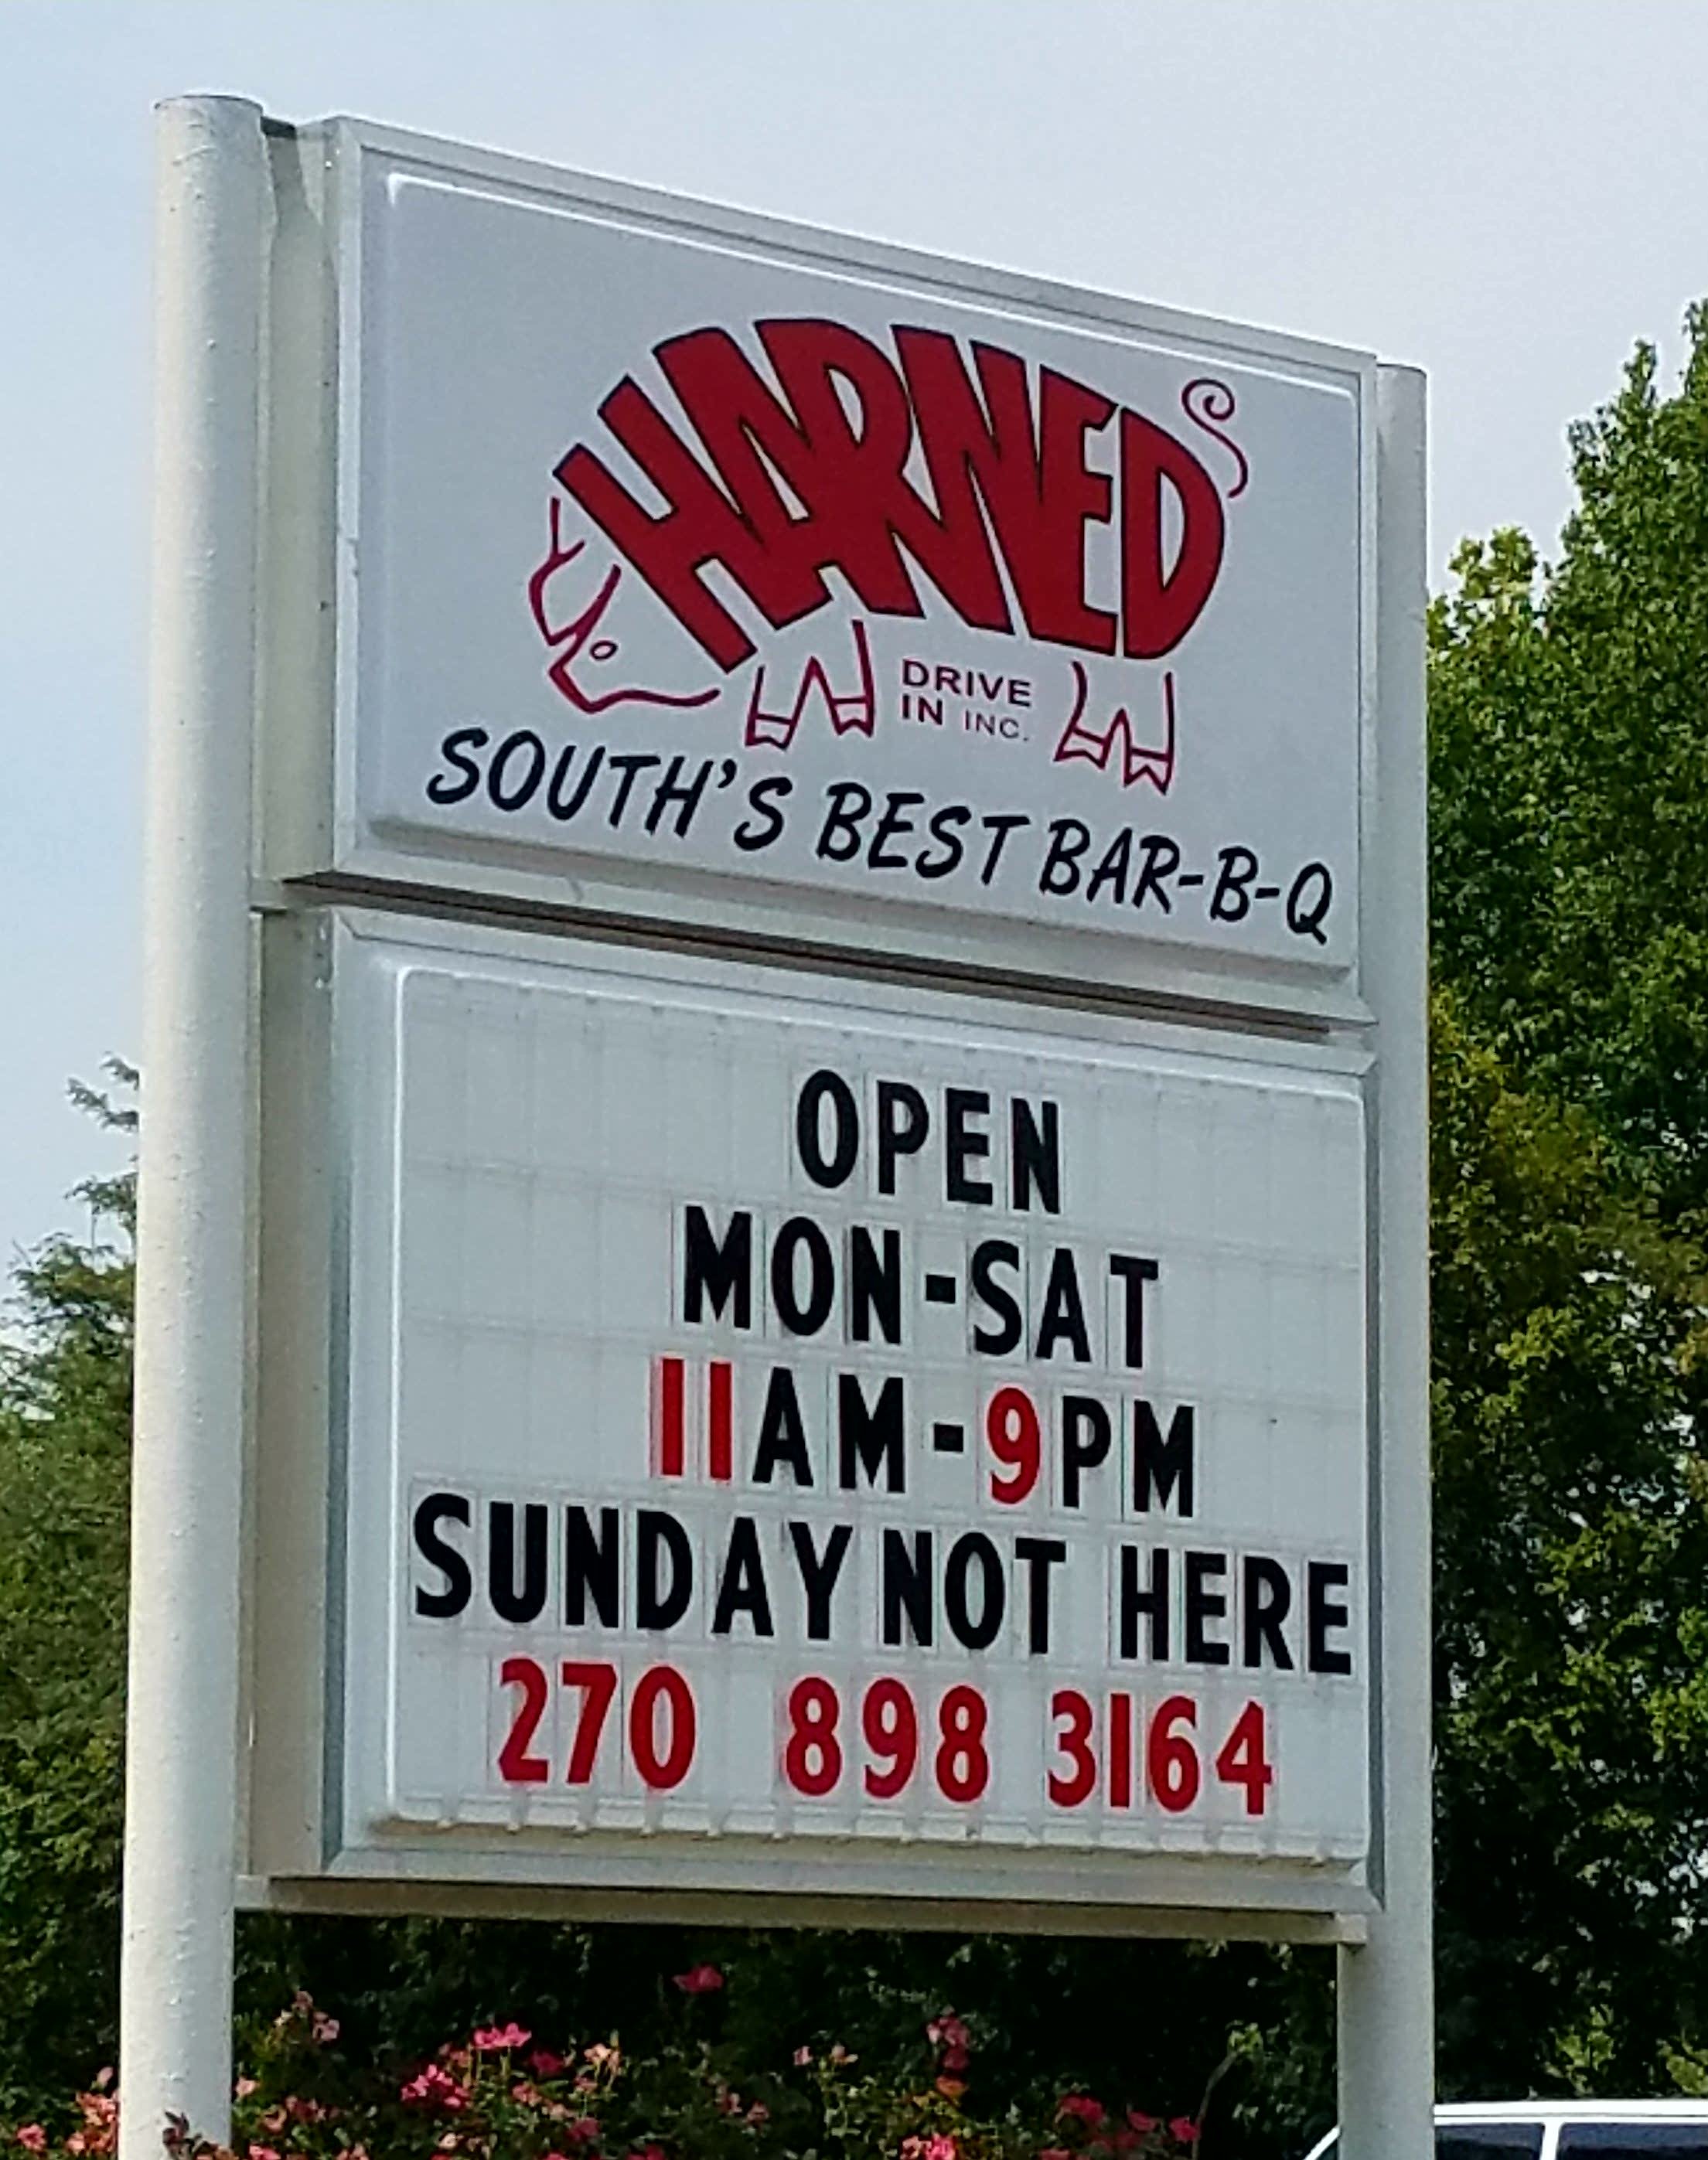 HARNED
DRIVE
IN INC.
SOUTH'S BEST BAR-B-Q
OPEN
MON-SAT
11AM-9PM
SUNDAY NOT HERE
270 898 3164